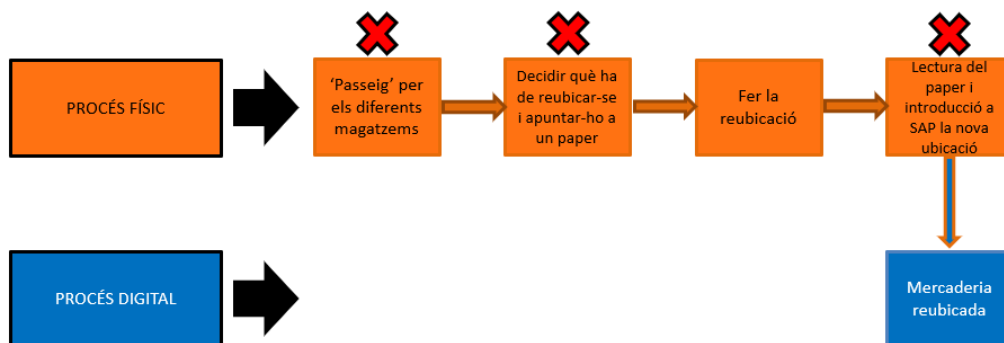 PROCÉS FÍSIC
‘Passeig’ per
els diferents
magatzems
Decidir què ha
de reubicar-se
i apuntar-ho a
un paper
Fer la
reubicació
Lectura del
paper i
introducció a
SAP la nova
ubicació
PROCÉS DIGITAL
Mercaderia
reubicada